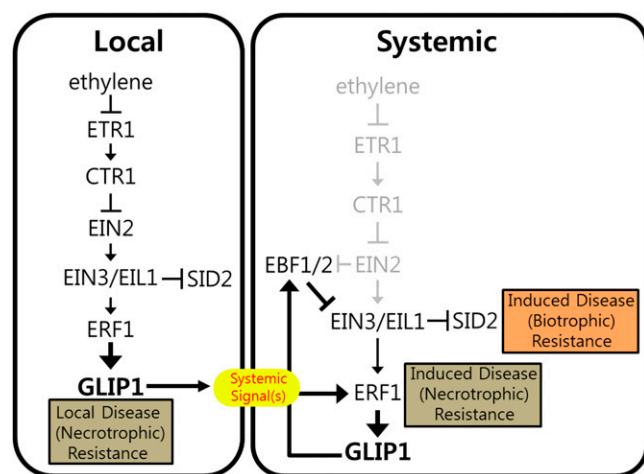 Local
ethylene
ETR1
CTR1
EIN2
EIN3/EIL1 SID2
ERF1
GLIP1
Local Disease
(Necrotrophic)
Resistance
Systemic
Signal(s)
Systemic
ethylene
ETR1
CTR1
EBF1/2 EIN2
EIN3/EIL1 SID2
Induced Disease
(Biotrophic)
Resistance
ERF1
Induced Disease
(Necrotrophic)
Resistance
GLIP1